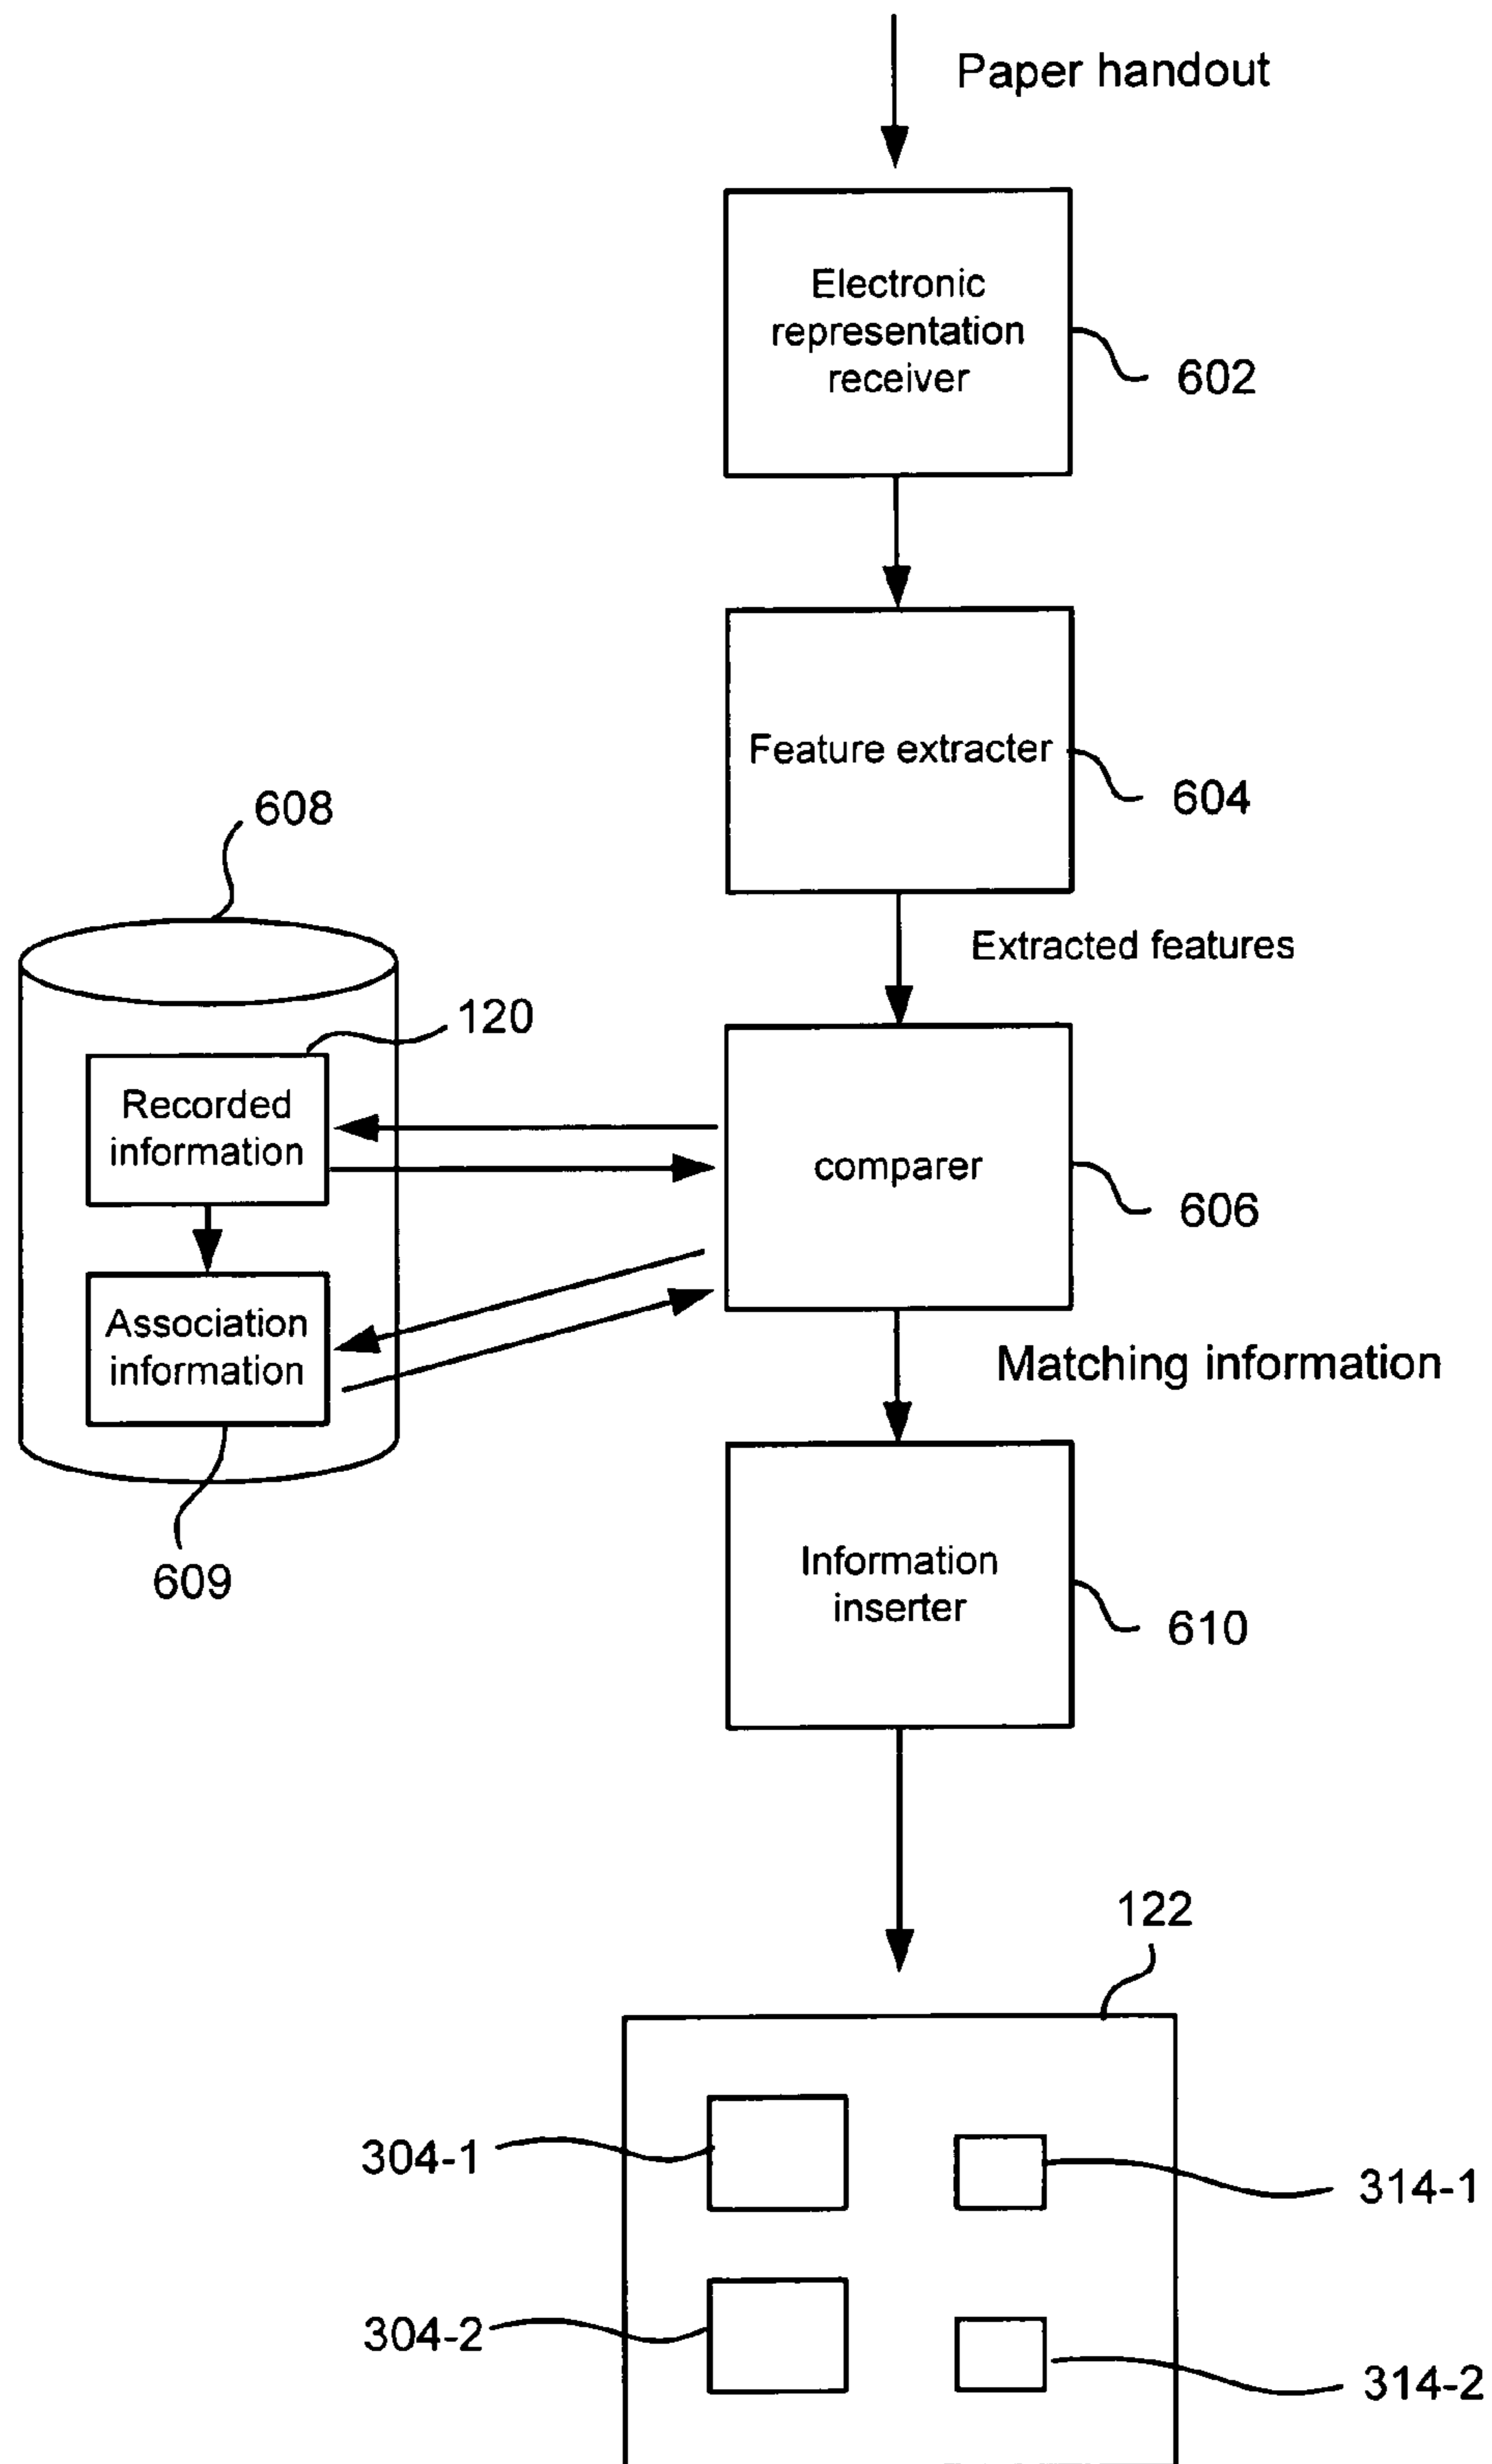 Paper handout
Electronic
representation
receiver
602
Feature extracter
604
608
Extracted features
120
Recorded
information
comparer
606
Association
information
Matching information
609
Information
inserter
610
122
304-1
314-1
304-2
314-2